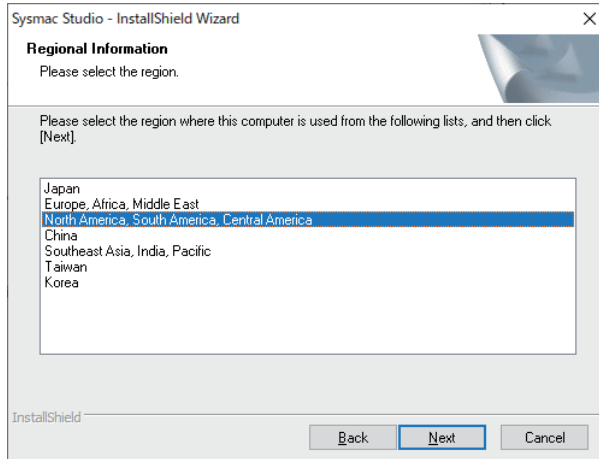 Sysmac Studio - InstallShield Wizard
Regional Information
Please select the region.
Please select the region where this computer is used from the following lists, and then click
[Next].
Japan
Europe, Africa, Middle East
North America, South America, Central America
China
Southeast Asia, India, Pacific
Taiwan
Korea
InstallShield
Back Next Cancel